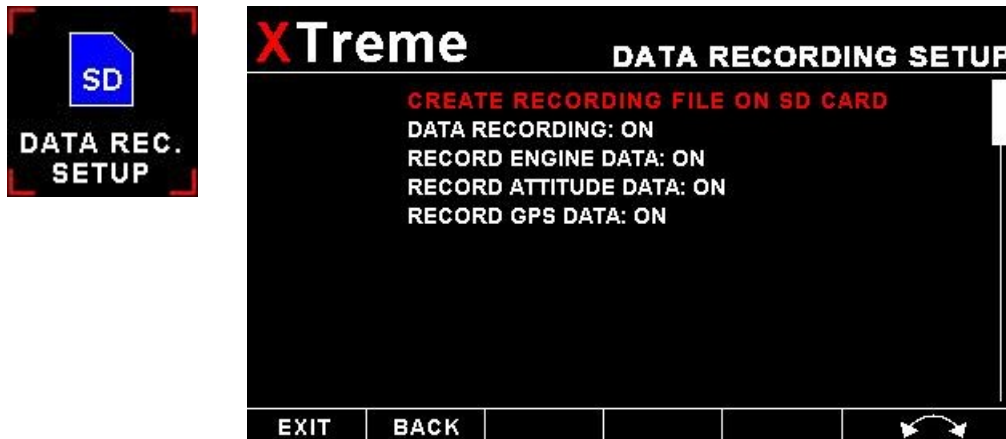 SD
DATA REC.
SETUP
XTreme
DATA RECORDING SETUP
CREATE RECORDING FILE ON SD CARD
DATA RECORDING: ON
RECORD ENGINE DATA: ON
RECORD ATTITUDE DATA: ON
RECORD GPS DATA: ON
EXIT BACK